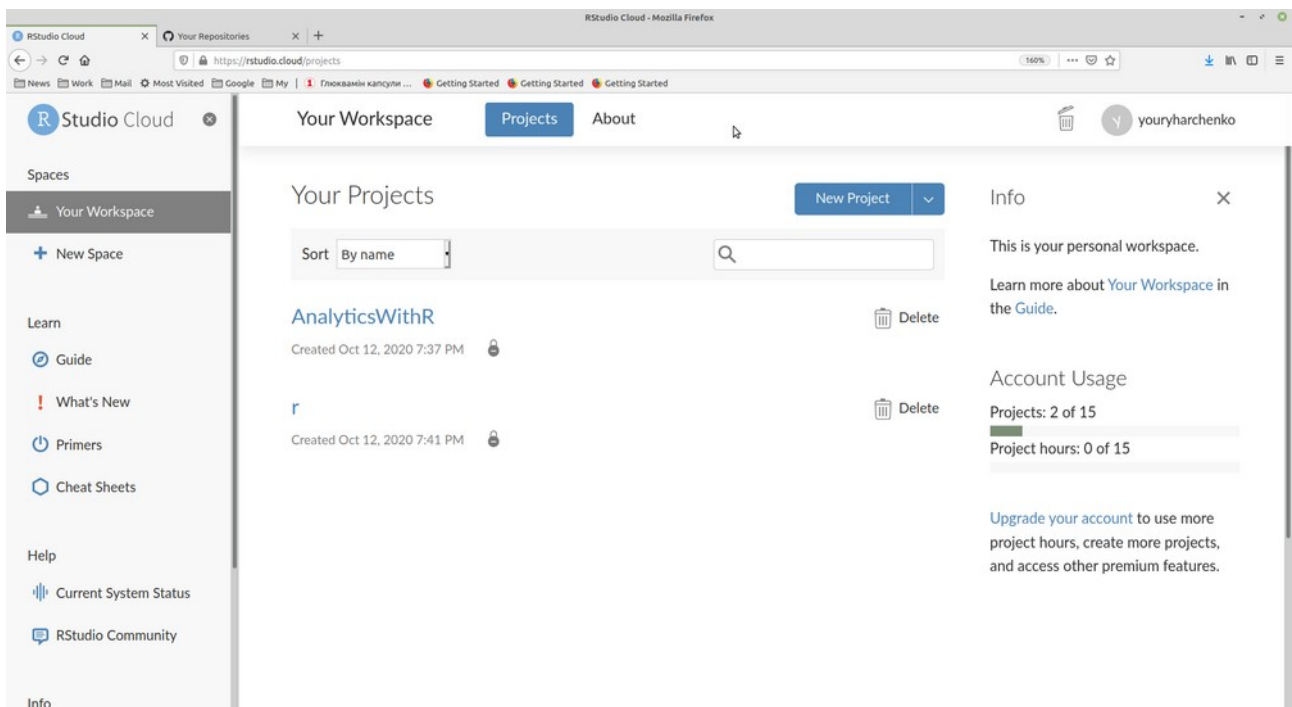 RStudio Cloud - Mozilla Firefox
RStudio Cloud
Your Repositories
https://rstudio.cloud/projects
160%
News Work Mail Most Visited Google My 1 Глюквамін капсули ... Getting Started Getting Started Getting Started
R Studio Cloud
Your Workspace
Projects
About
y
youryharchenko
Spaces
Your Workspace
New Space
Learn
Guide
What's New
Primers
Cheat Sheets
Help
Current System Status
RStudio Community
Info
Your Projects
New Project
Sort By name
AnalyticsWithR
Delete
Created Oct 12, 2020 7:37 PM
r
Delete
Created Oct 12, 2020 7:41 PM
Info
This is your personal workspace.
Learn more about Your Workspace in
the Guide.
Account Usage
Projects: 2 of 15
Project hours: 0 of 15
Upgrade your account to use more
project hours, create more projects,
and access other premium features.